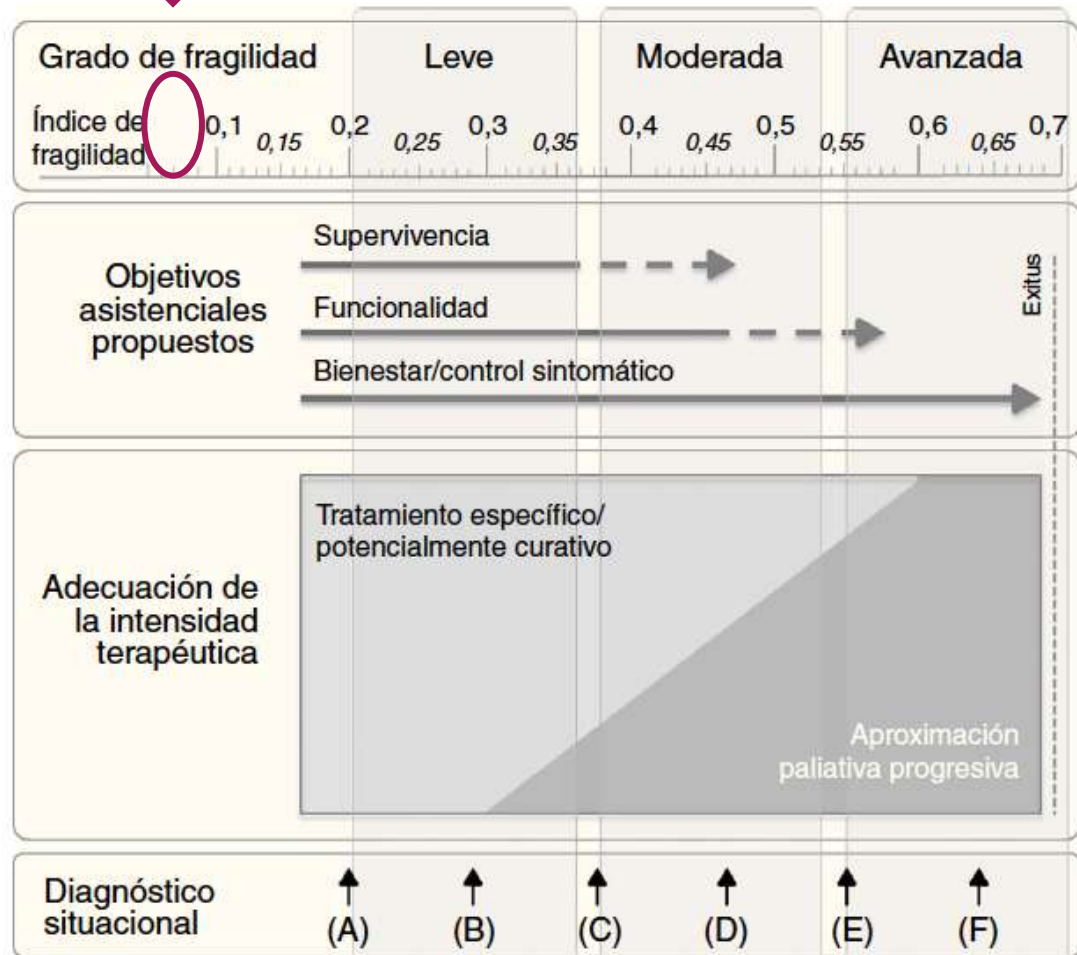 Grado de fragilidad Leve Moderada Avanzada
Índice de fragilidad 0,1 0,15 0,2 0,25 0,3 0,35 0,4 0,45 0,5 0,55 0,6 0,65 0,7
Objetivos
asistenciales
propuestos
Supervivencia
Funcionalidad
Bienestar/control sintomático
Exitus
Adecuación de
la intensidad
terapéutica
Tratamiento específico/
potencialmente curativo
Aproximación
paliativa progresiva
Diagnóstico
situacional
(A) (B) (C) (D) (E) (F)